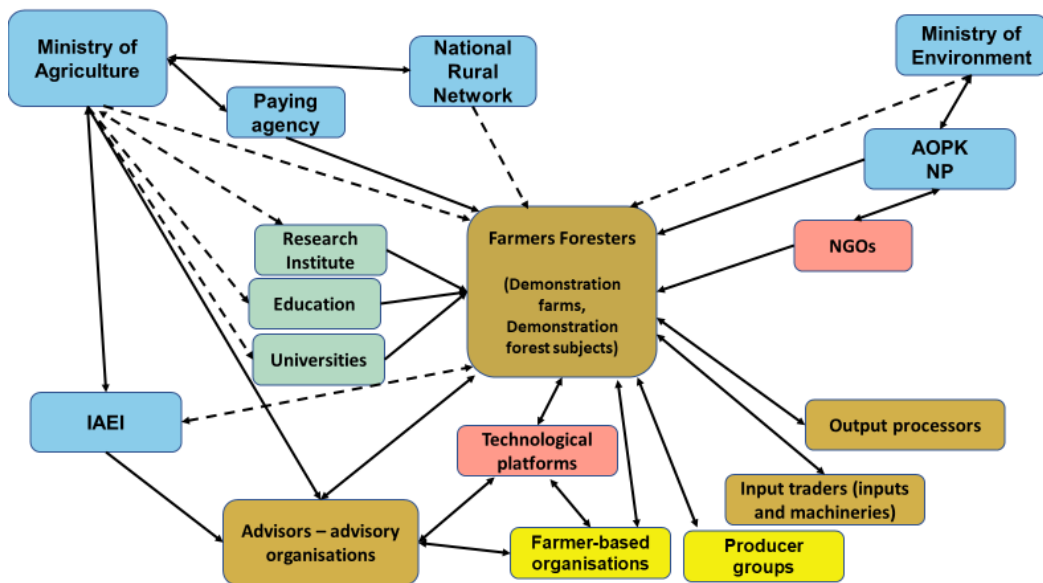 Ministry of
Agriculture
National
Rural
Network
Ministry of
Environment
Paying
agency
AOPK
NP
Research
Institute
Farmers Foresters
(Demonstration
farms,
Demonstration
forest subjects)
NGOs
Education
Universities
IAEI
Technological
platforms
Output processors
Input traders (inputs
and machineries)
Advisors – advisory
organisations
Farmer-based
organisations
Producer
groups